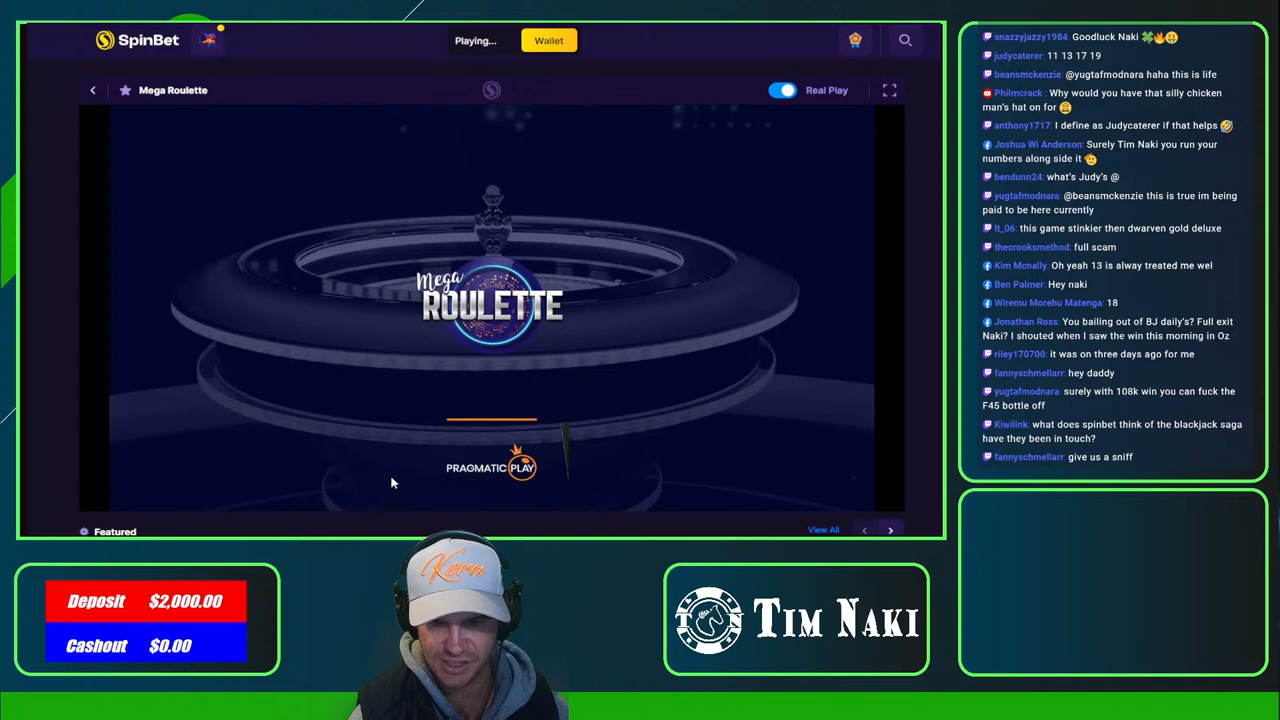 SpinBet
Playing...
Wallet
Mega Roulette
Real Play
Mega
ROULETTE
PRAGMATIC PLAY
Featured
View All
snazzyjazzy1984: Goodluck Naki 🍀🔥🤑
judycaterer: 11 13 17 19
beansmckenzie: @yugtafmodnara haha this is life
Philmcrack : Why would you have that silly chicken
man's hat on for 😩
anthony1717: I define as Judycaterer if that helps 🤣
Joshua Wi Anderson: Surely Tim Naki you run your
numbers along side it 🫡
bendunn24: what's Judy's @
yugtafmodnara: @beansmckenzie this is true im being
paid to be here currently
lt_06: this game stinkier then dwarven gold deluxe
thecrooksmethod: full scam
Kim Mcnally: Oh yeah 13 is alway treated me wel
Ben Palmer: Hey naki
Wiremu Morehu Matenga: 18
Jonathan Ross: You bailing out of BJ daily's? Full exit
Naki? I shouted when I saw the win this morning in Oz
riley170700: it was on three days ago for me
fannyschmellarr: hey daddy
yugtafmodnara: surely with 108k win you can fuck the
F45 bottle off
Kiwilink: what does spinbet think of the blackjack saga
have they been in touch?
fannyschmellarr: give us a sniff
Deposit $2,000.00
Cashout $0.00
T N
TIM NAKI